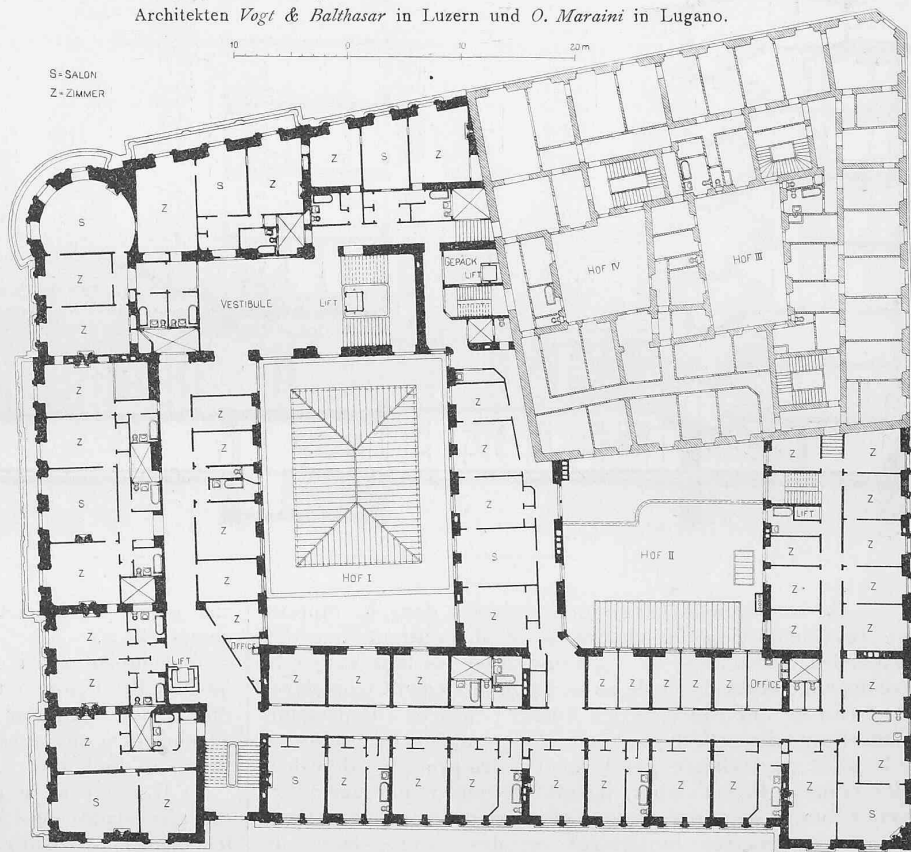 Architekten Vogt & Balthasar in Luzern und O. Maraini in Lugano.
10 0 10 20 m
S = SALON
Z = ZIMMER
Z S Z
Z S Z
S
Z
GEPÄCK
LIFT
HOF IV
HOF III
Z
VESTIBULE
LIFT
Z
Z Z Z
Z Z Z Z
Z
S Z Z LIFT
Z S HOF II Z Z
Z Z HOF I
Z Z
Z Z Z Z
OFFICE
Z
LIFT
Z Z Z Z Z Z Z Z Z OFFICE Z
Z
S Z Z Z Z Z Z Z Z Z
S Z S